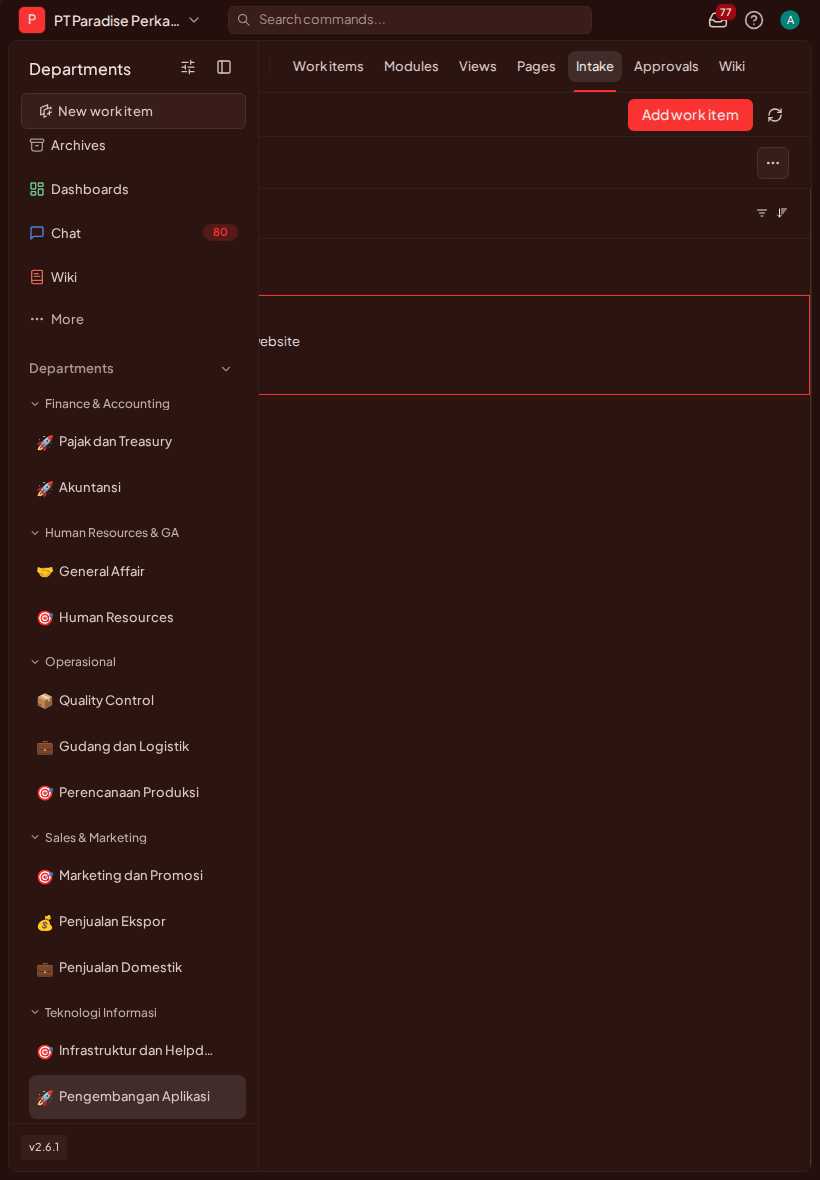 P PT Paradise Perka... Search commands... 77 A
Departments
Work items Modules Views Pages Intake Approvals Wiki
New work item
Add work item
Archives
Dashboards
Chat 80
Wiki
More
website
Departments
Finance & Accounting
Pajak dan Treasury
Akuntansi
Human Resources & GA
General Affair
Human Resources
Operasional
Quality Control
Gudang dan Logistik
Perencanaan Produksi
Sales & Marketing
Marketing dan Promosi
Penjualan Ekspor
Penjualan Domestik
Teknologi Informasi
Infrastruktur dan Helpd...
Pengembangan Aplikasi
v2.6.1